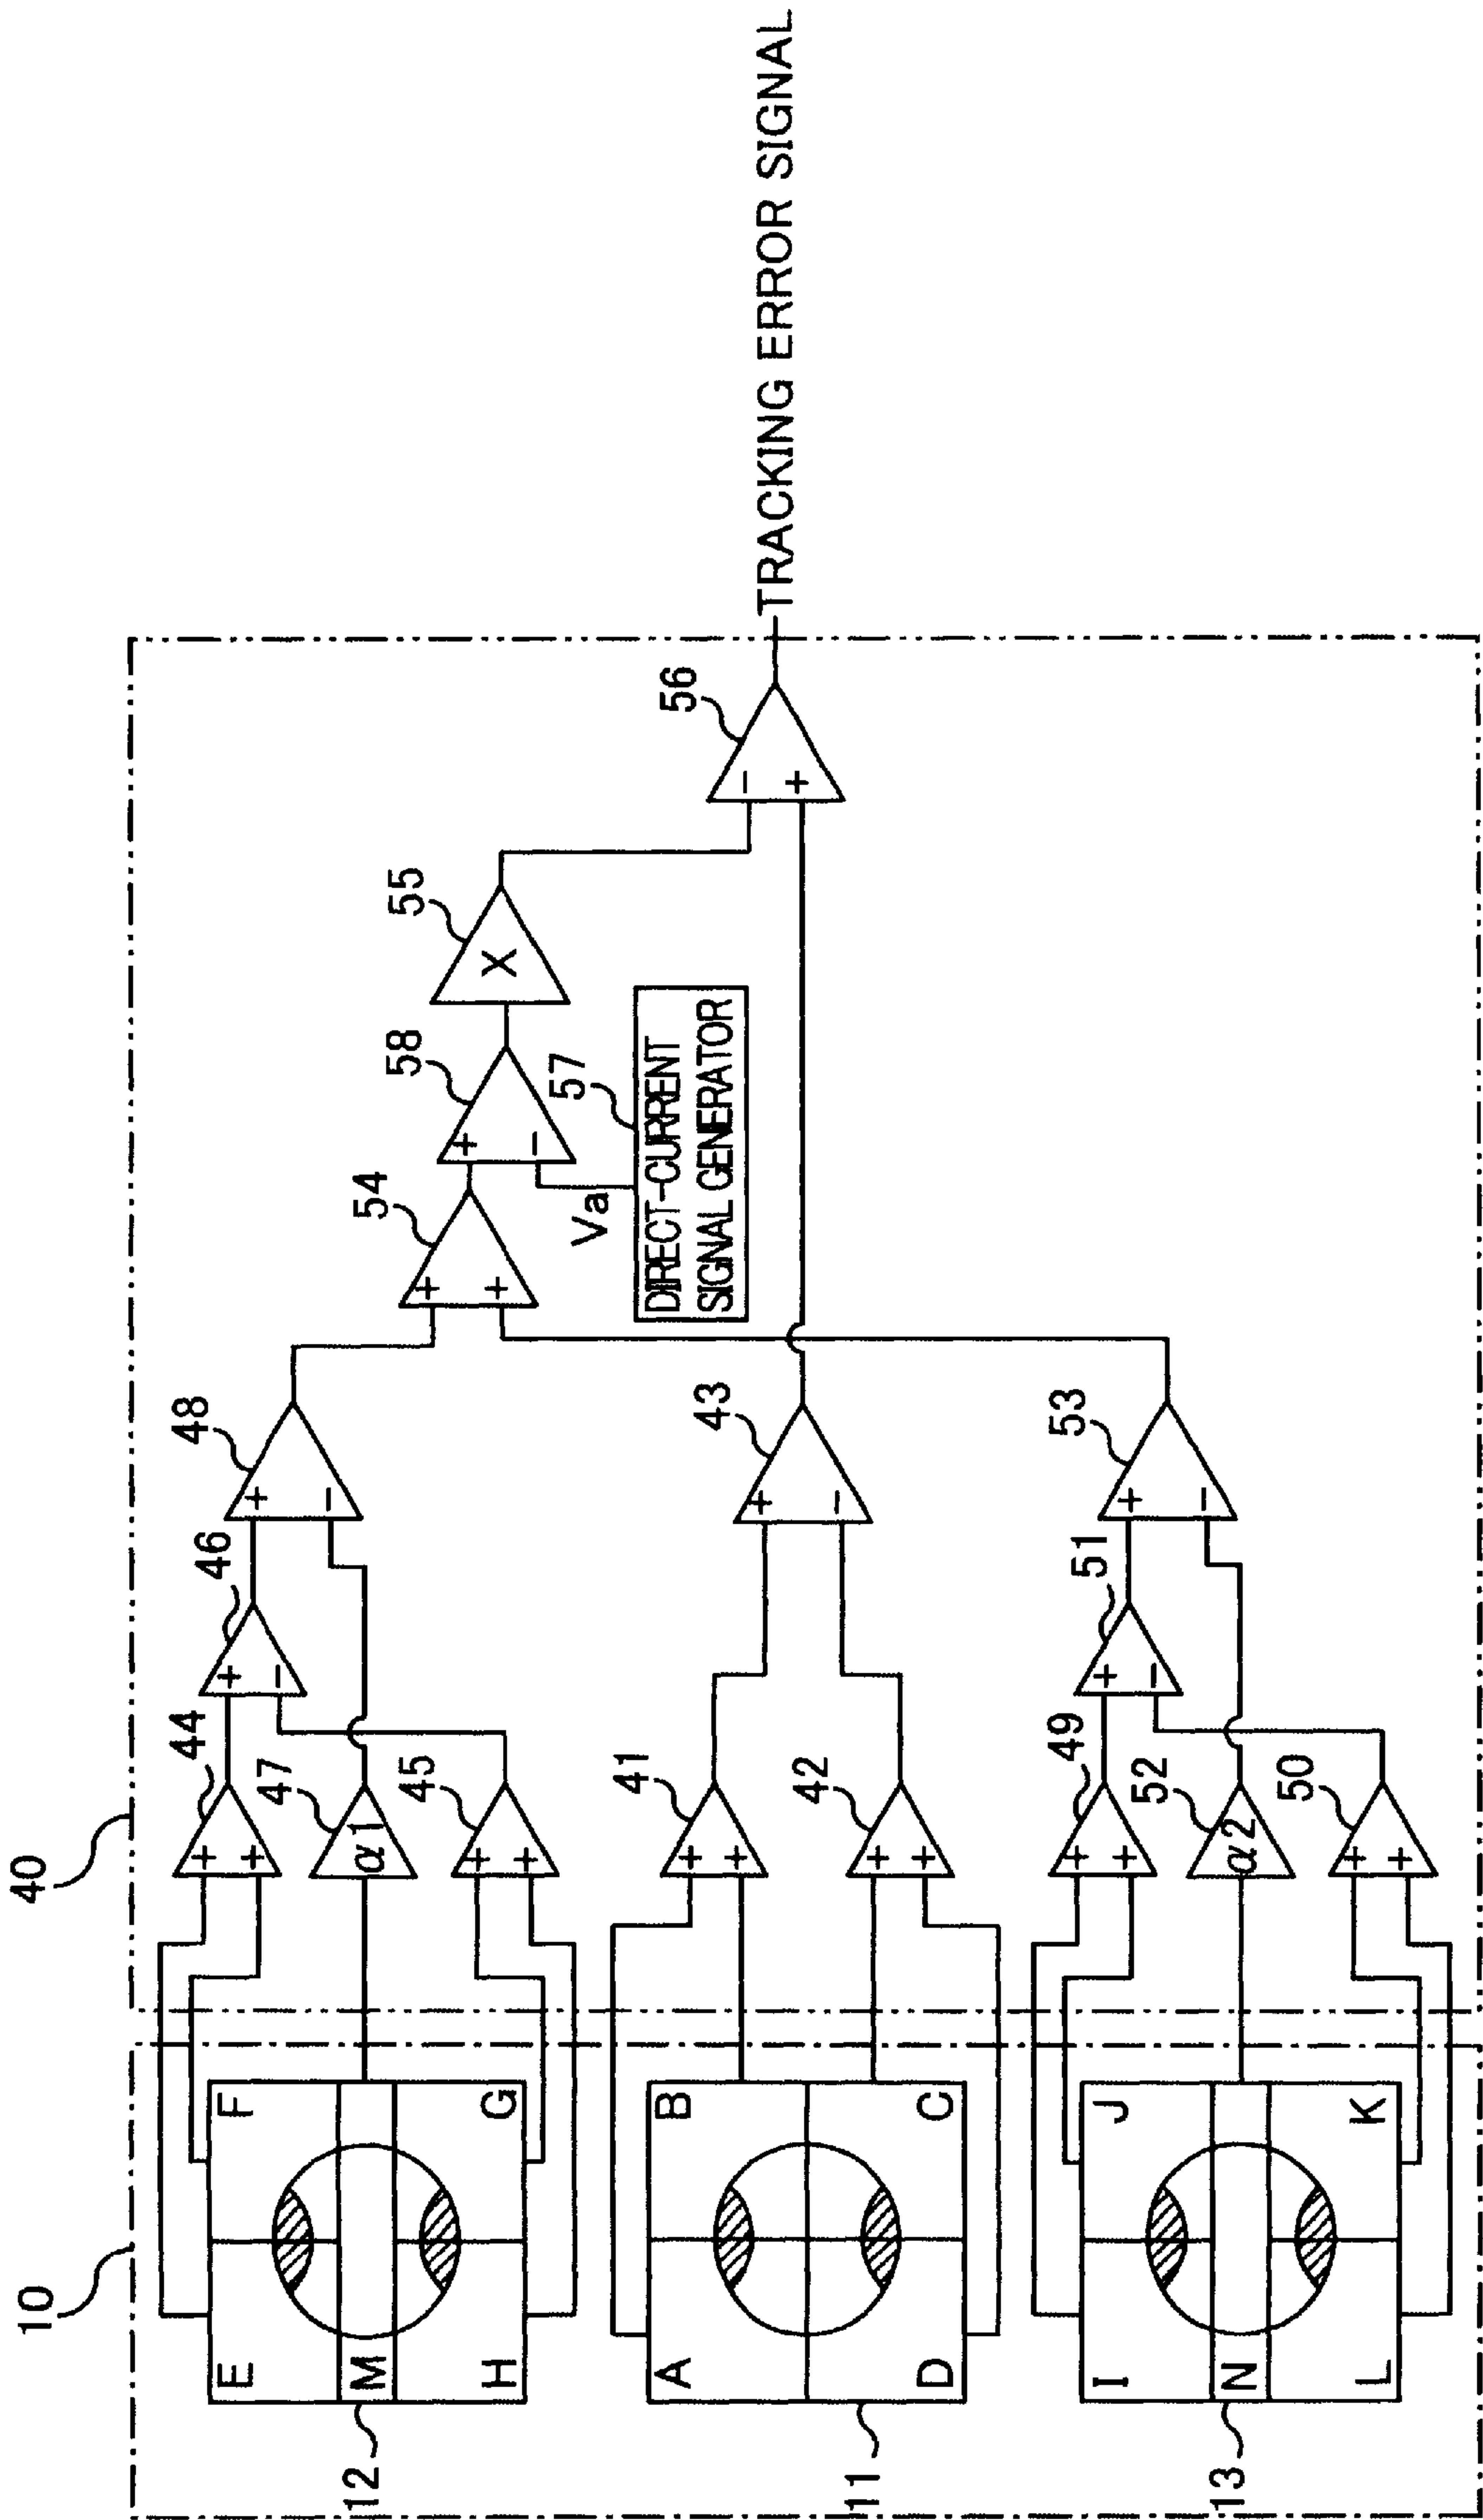 10
40
12
E
F
M
H
G
44
+
+
47
α1
45
+
+
46
+
−
48
+
−
11
A
B
D
C
41
+
+
42
+
+
43
+
−
13
I
J
N
L
K
49
+
+
52
α2
50
+
+
51
+
−
53
+
−
54
+
+
58
+
−
Va
57
DIRECT-CURRENT
SIGNAL GENERATOR
55
X
56
−
+
TRACKING ERROR SIGNAL